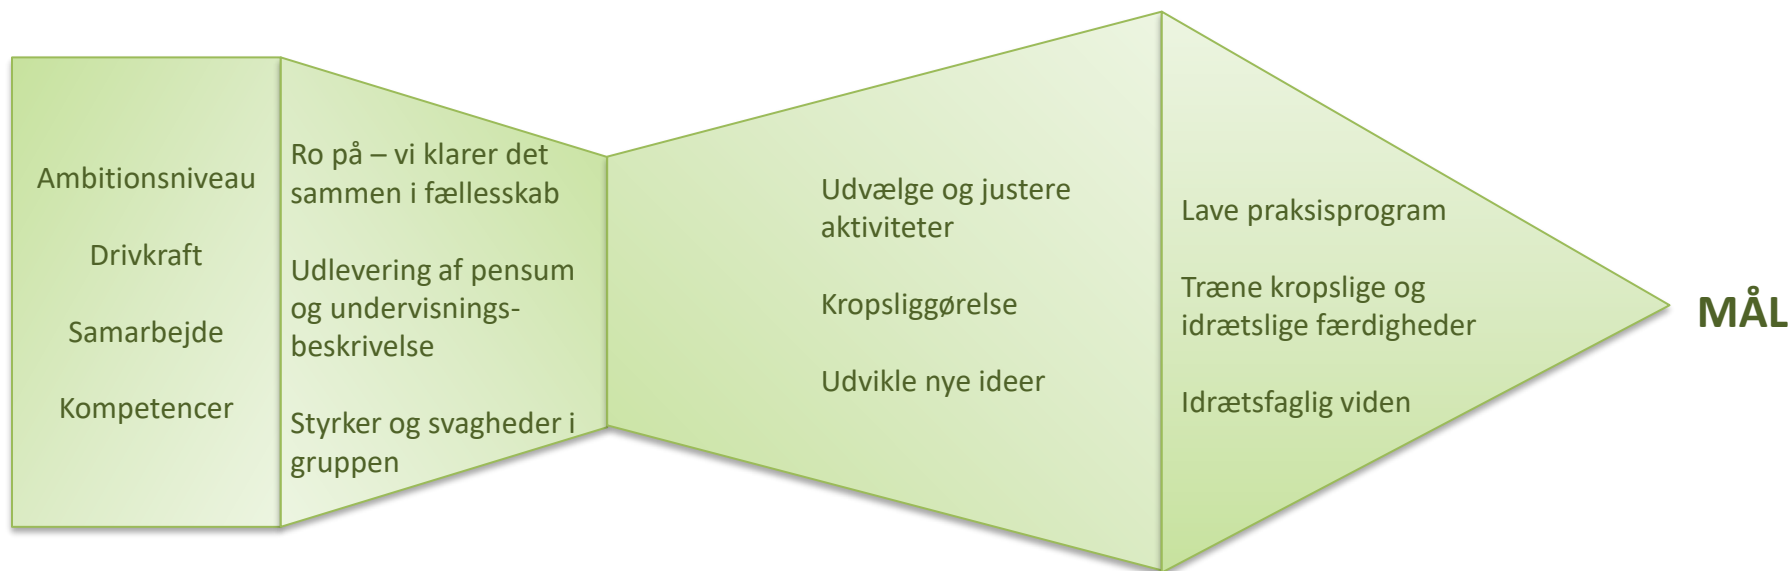 Ambitionsniveau
Drivkraft
Samarbejde
Kompetencer
Ro på – vi klarer det
sammen i fællesskab
Udlevering af pensum
og undervisnings-
beskrivelse
Styrker og svagheder i
gruppen
Udvælge og justere
aktiviteter
Kropsliggørelse
Udvikle nye ideer
Lave praksisprogram
Træne kropslige og
idrætslige færdigheder
Idrætsfaglig viden
MÅL